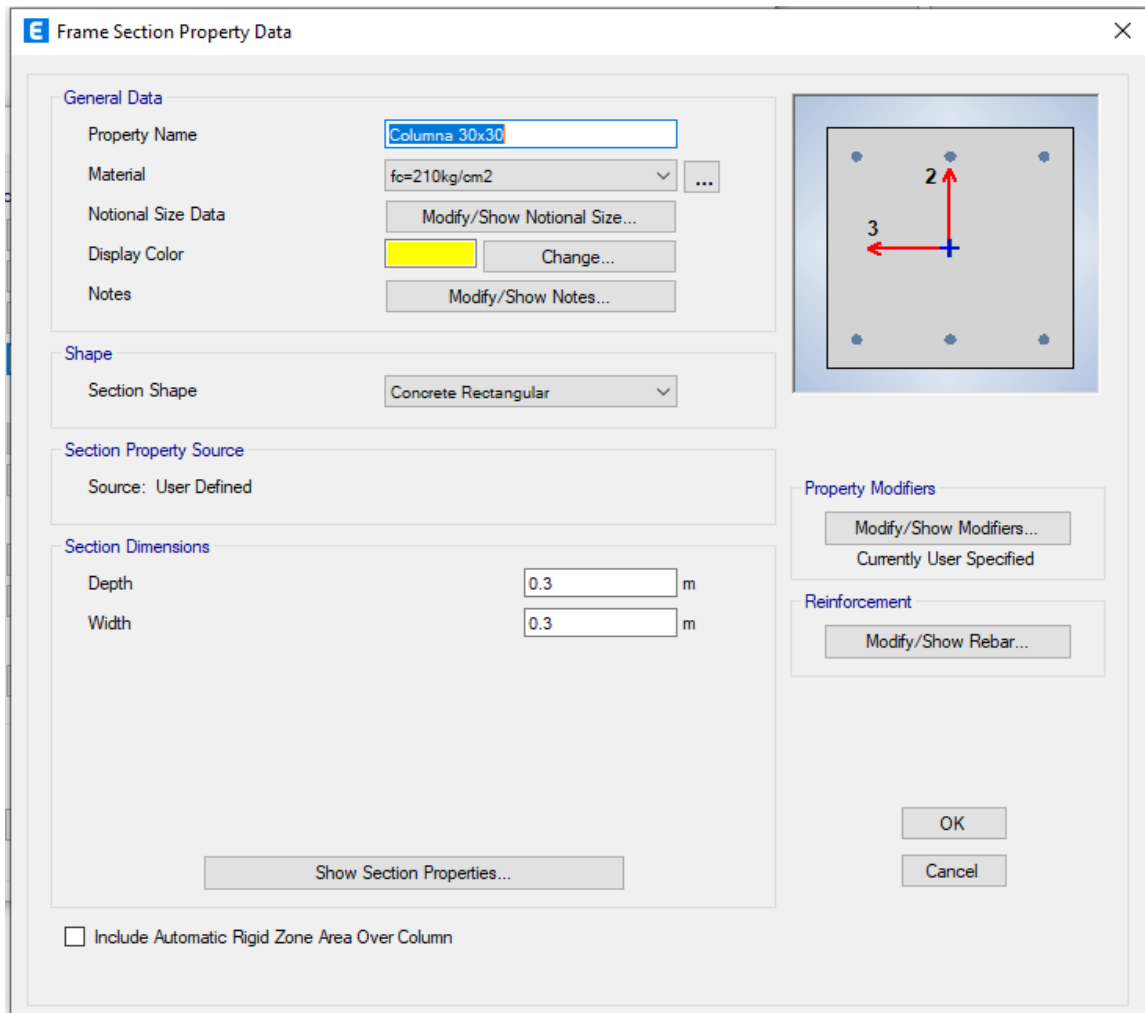 E Frame Section Property Data
General Data
Property Name Columna 30x30
Material fc=210kg/cm2 ...
Notional Size Data Modify/Show Notional Size...
Display Color Change...
Notes Modify/Show Notes...
Shape
Section Shape Concrete Rectangular
Section Property Source
Source: User Defined
Section Dimensions
Depth 0.3 m
Width 0.3 m
Show Section Properties...
Include Automatic Rigid Zone Area Over Column
2
3
Property Modifiers
Modify/Show Modifiers...
Currently User Specified
Reinforcement
Modify/Show Rebar...
OK
Cancel